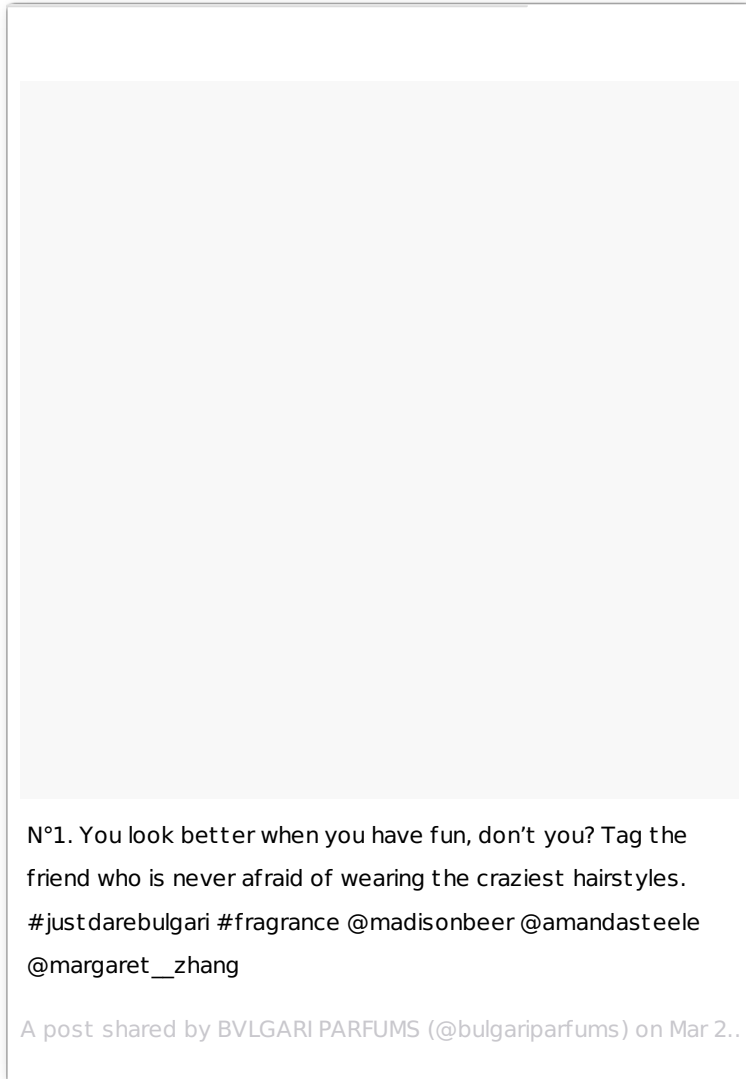 N°1. You look better when you have fun, don’t you? Tag the
friend who is never afraid of wearing the craziest hairstyles.
#justdarebulgari #fragrance @madisonbeer @amandasteele
@margaret__zhang
A post shared by BVLGARI PARFUMS (@bulgariparfums) on Mar 2...